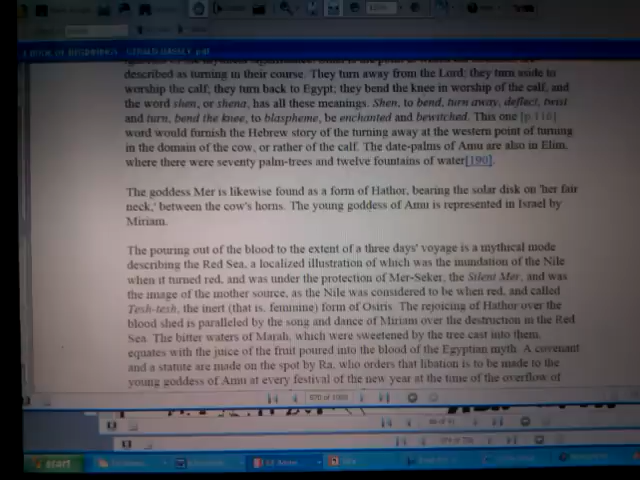 described as turning in their course. They turn away from the Lord; they turn aside to
worship the calf; they turn back to Egypt; they bend the knee in worship of the calf, and
the word shen, or shena, has all these meanings. Shen, to bend, turn away, deflect, twist
and turn, bend the knee, to blaspheme, be enchanted and bewitched. This one [p.116]
word would furnish the Hebrew story of the turning away at the western point of turning
in the domain of the cow, or rather of the calf. The date-palms of Amu are also in Elim,
where there were seventy palm-trees and twelve fountains of water[190].
The goddess Mer is likewise found as a form of Hathor, bearing the solar disk on 'her fair
neck,' between the cow's horns. The young goddess of Amu is represented in Israel by
Miriam.
The pouring out of the blood to the extent of a three days' voyage is a mythical mode
describing the Red Sea, a localized illustration of which was the inundation of the Nile
when it turned red, and was under the protection of Mer-Seker, the Silent Mer, and was
the image of the mother source, as the Nile was considered to be when red, and called
Tesh-tesh, the inert (that is, feminine) form of Osiris. The rejoicing of Hathor over the
blood shed is paralleled by the song and dance of Miriam over the destruction in the Red
Sea. The bitter waters of Marah, which were sweetened by the tree cast into them,
equates with the juice of the fruit poured into the blood of the Egyptian myth. A covenant
and a statute are made on the spot by Ra, who orders that libation is to be made to the
young goddess of Amu at every festival of the new year at the time of the overflow of
start